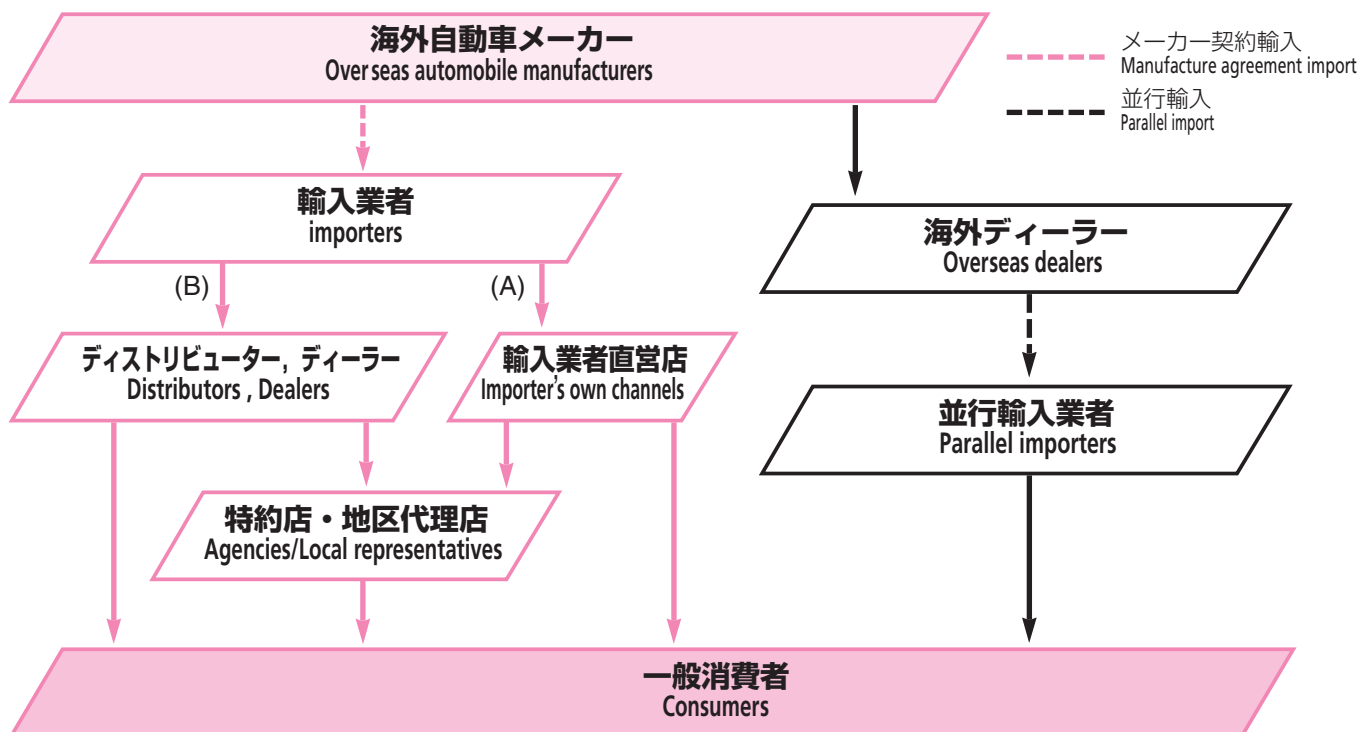 海外自動車メーカー
Overseas automobile manufacturers
メーカー契約輸入
Manufacture agreement import
並行輸入
Parallel import
輸入業者
importers
海外ディーラー
Overseas dealers
(B)
(A)
ディストリビューター, ディーラー
Distributors , Dealers
輸入業者直営店
Importer's own channels
並行輸入業者
Parallel importers
特約店・地区代理店
Agencies/Local representatives
一般消費者
Consumers